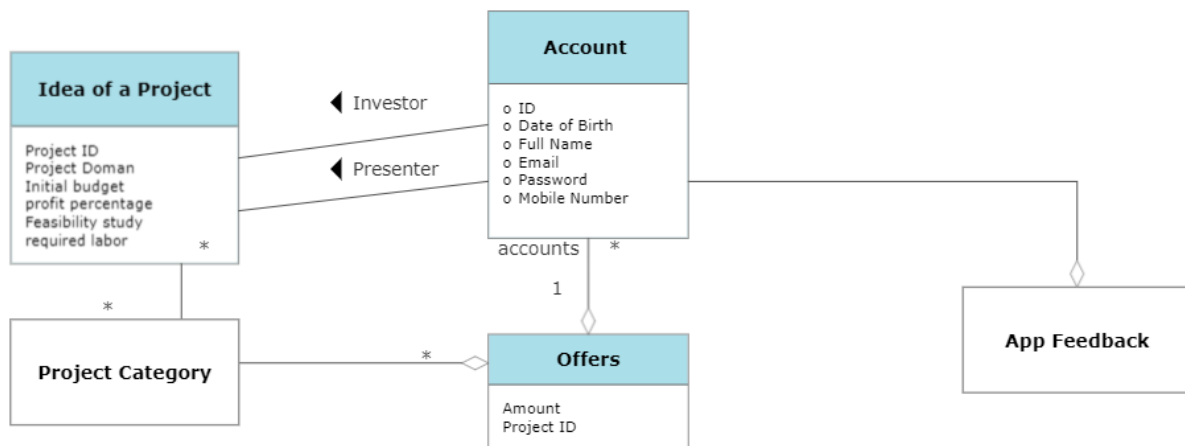 Idea of a Project
Project ID
Project Doman
Initial budget
profit percentage
Feasibility study
required labor
*
*
Project Category
Investor
Presenter
Account
o ID
o Date of Birth
o Full Name
o Email
o Password
o Mobile Number
accounts
*
1
*
Offers
Amount
Project ID
App Feedback